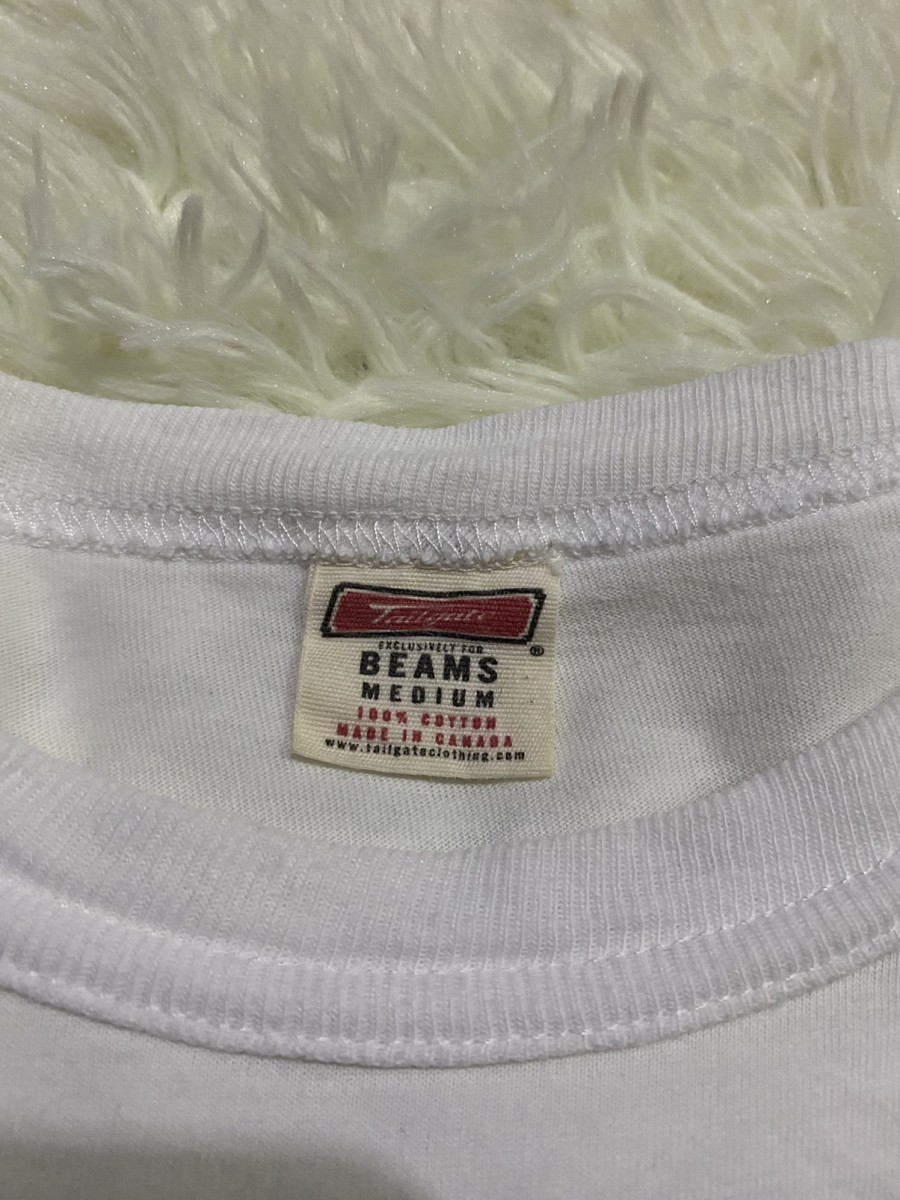 Tailgate
®
EXCLUSIVELY FOR
BEAMS
MEDIUM
100% COTTON
MADE IN CANADA
www.tailgateclothing.com